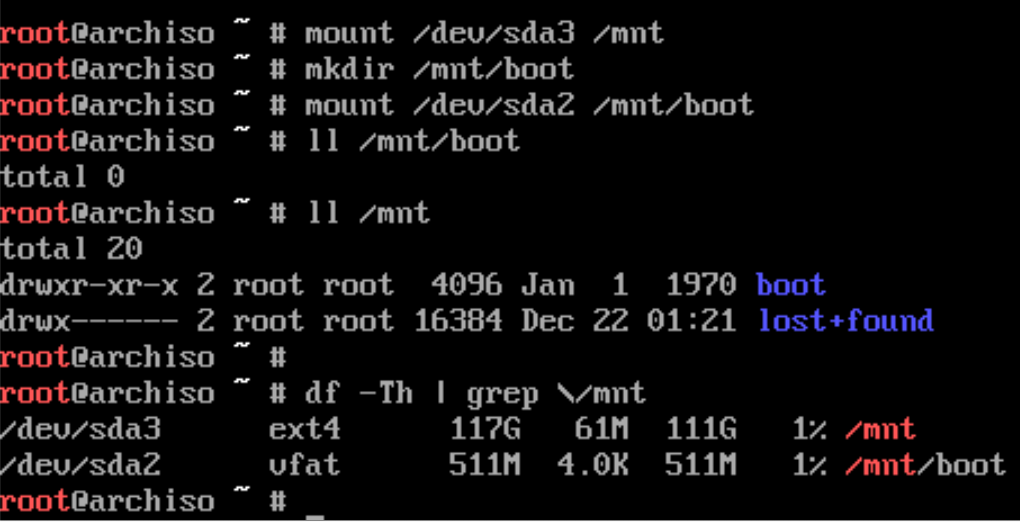 root@archiso ~ # mount /dev/sda3 /mnt
root@archiso ~ # mkdir /mnt/boot
root@archiso ~ # mount /dev/sda2 /mnt/boot
root@archiso ~ # ll /mnt/boot
total 0
root@archiso ~ # ll /mnt
total 20
drwxr-xr-x 2 root root  4096 Jan  1  1970 boot
drwx------ 2 root root 16384 Dec 22 01:21 lost+found
root@archiso ~ #
root@archiso ~ # df -Th | grep \/mnt
/dev/sda3      ext4      117G   61M  111G   1% /mnt
/dev/sda2      vfat      511M  4.0K  511M   1% /mnt/boot
root@archiso ~ # _